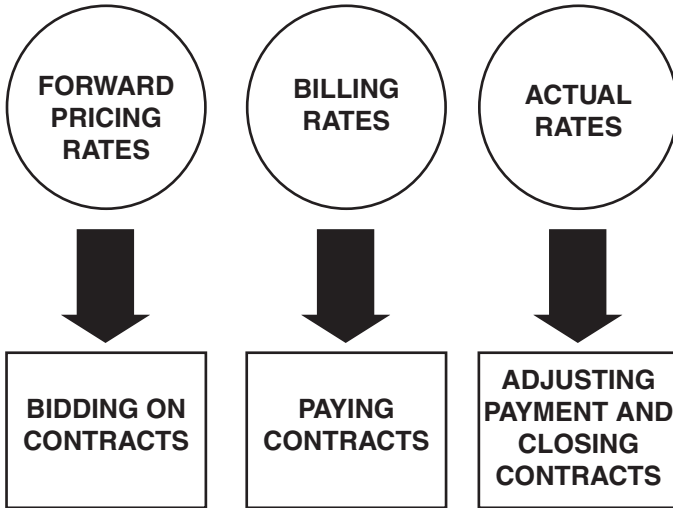 FORWARD
PRICING
RATES
BILLING
RATES
ACTUAL
RATES
BIDDING ON
CONTRACTS
PAYING
CONTRACTS
ADJUSTING
PAYMENT AND
CLOSING
CONTRACTS